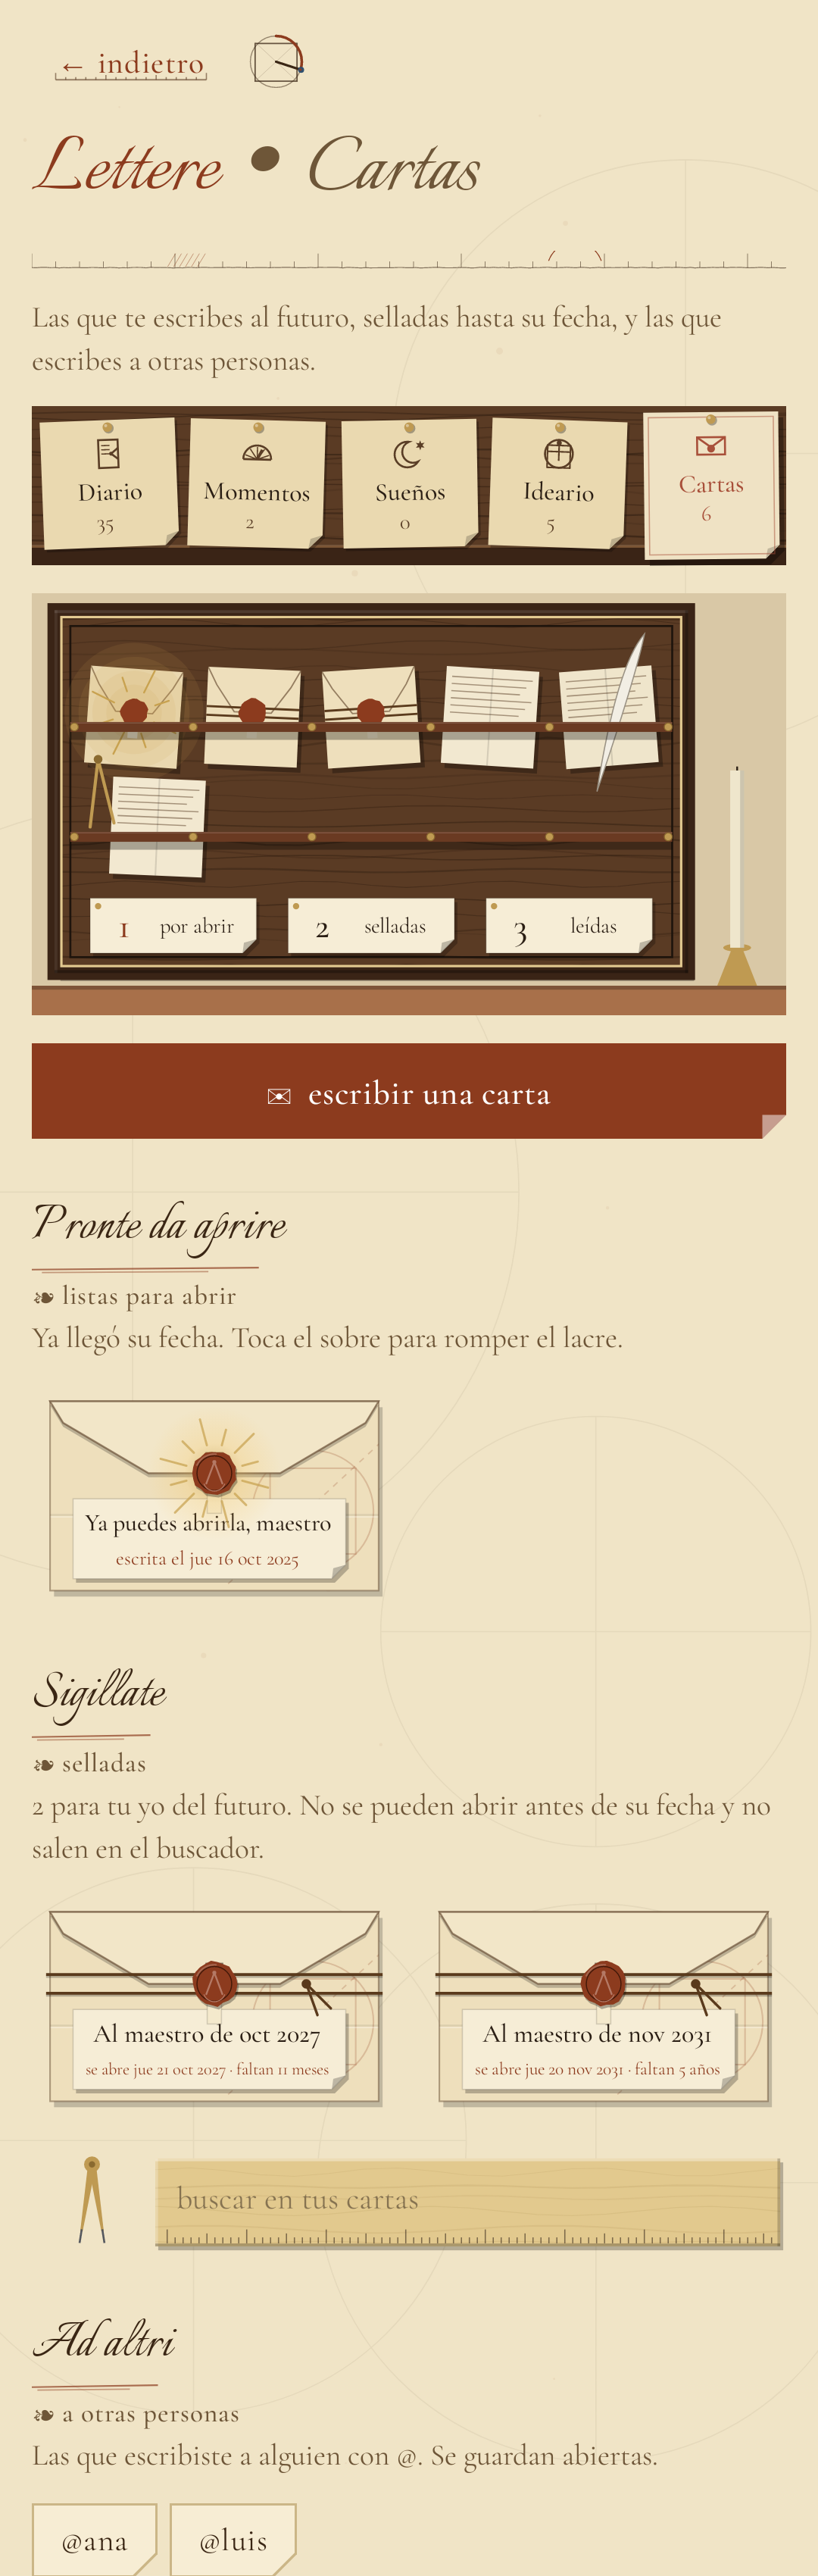 ← indietro
Lettere • Cartas
Las que te escribes al futuro, selladas hasta su fecha, y las que
escribes a otras personas.
Diario
35
Momentos
2
Sueños
0
Ideario
5
Cartas
6
1 por abrir
2 selladas
3 leídas
✉ escribir una carta
Pronte da aprire
❧ listas para abrir
Ya llegó su fecha. Toca el sobre para romper el lacre.
Ya puedes abrirla, maestro
escrita el jue 16 oct 2025
Sigillate
❧ selladas
2 para tu yo del futuro. No se pueden abrir antes de su fecha y no
salen en el buscador.
Al maestro de oct 2027
se abre jue 21 oct 2027 · faltan 11 meses
Al maestro de nov 2031
se abre jue 20 nov 2031 · faltan 5 años
buscar en tus cartas
Ad altri
❧ a otras personas
Las que escribiste a alguien con @. Se guardan abiertas.
@ana
@luis